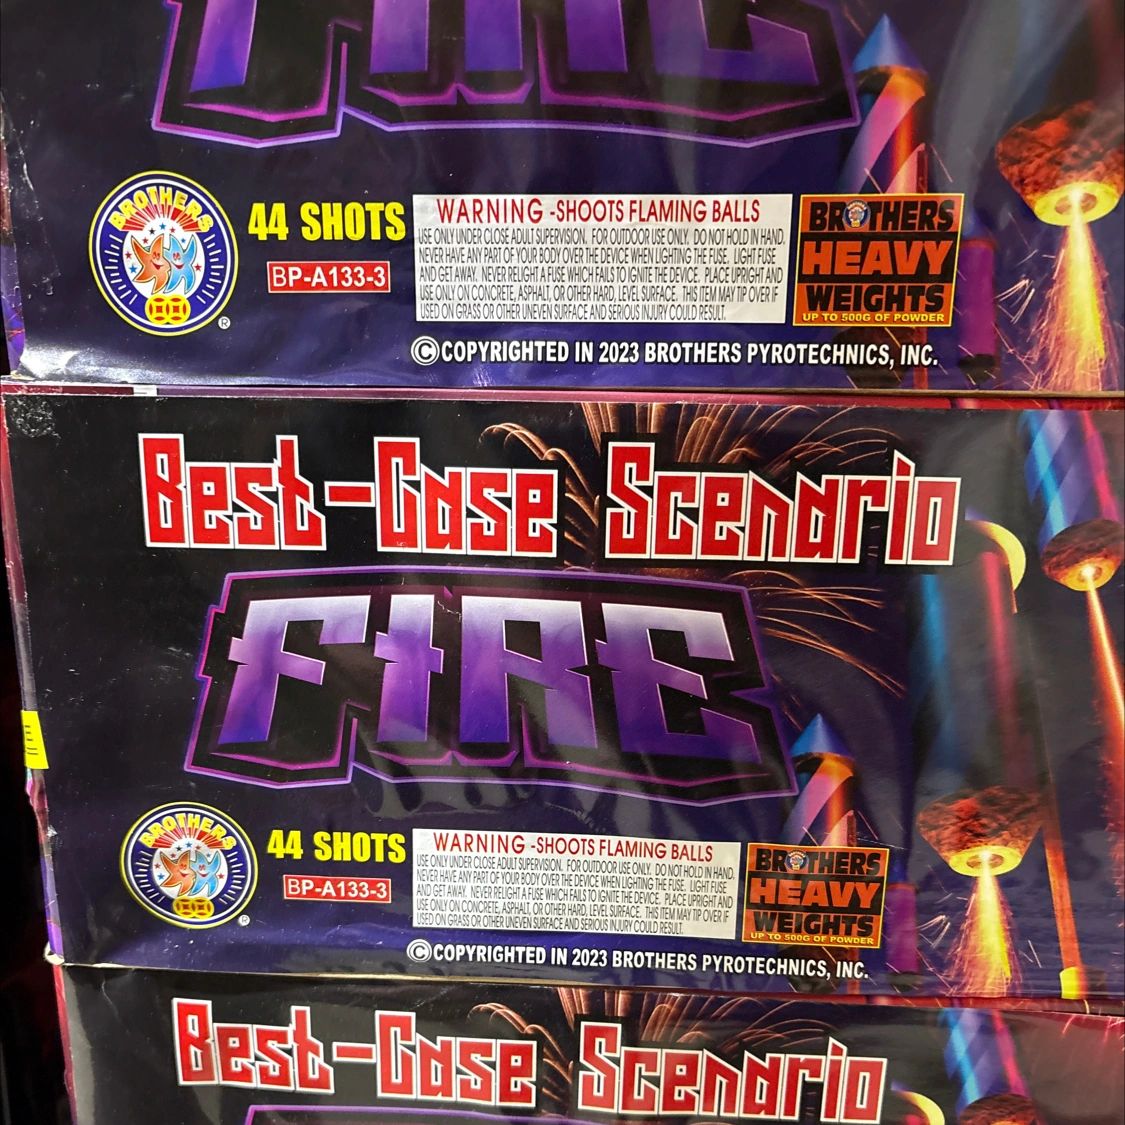 FIRE
BROTHERS
®
44 SHOTS
BP-A133-3
WARNING -SHOOTS FLAMING BALLS
USE ONLY UNDER CLOSE ADULT SUPERVISION. FOR OUTDOOR USE ONLY. DO NOT HOLD IN HAND.
NEVER HAVE ANY PART OF YOUR BODY OVER THE DEVICE WHEN LIGHTING THE FUSE. LIGHT FUSE
AND GET AWAY. NEVER RELIGHT A FUSE WHICH FAILS TO IGNITE THE DEVICE. PLACE UPRIGHT AND
USE ONLY ON CONCRETE, ASPHALT, OR OTHER HARD, LEVEL SURFACE. THIS ITEM MAY TIP OVER IF
USED ON GRASS OR OTHER UNEVEN SURFACE AND SERIOUS INJURY COULD RESULT.
BROTHERS
HEAVY
WEIGHTS
UP TO 500G OF POWDER
©COPYRIGHTED IN 2023 BROTHERS PYROTECHNICS, INC.
Best-Case Scenario
FIRE
BROTHERS
®
44 SHOTS
BP-A133-3
WARNING -SHOOTS FLAMING BALLS
USE ONLY UNDER CLOSE ADULT SUPERVISION. FOR OUTDOOR USE ONLY. DO NOT HOLD IN HAND.
NEVER HAVE ANY PART OF YOUR BODY OVER THE DEVICE WHEN LIGHTING THE FUSE. LIGHT FUSE
AND GET AWAY. NEVER RELIGHT A FUSE WHICH FAILS TO IGNITE THE DEVICE. PLACE UPRIGHT AND
USE ONLY ON CONCRETE, ASPHALT, OR OTHER HARD, LEVEL SURFACE. THIS ITEM MAY TIP OVER IF
USED ON GRASS OR OTHER UNEVEN SURFACE AND SERIOUS INJURY COULD RESULT.
BROTHERS
HEAVY
WEIGHTS
UP TO 500G OF POWDER
©COPYRIGHTED IN 2023 BROTHERS PYROTECHNICS, INC.
Best-Case Scenario